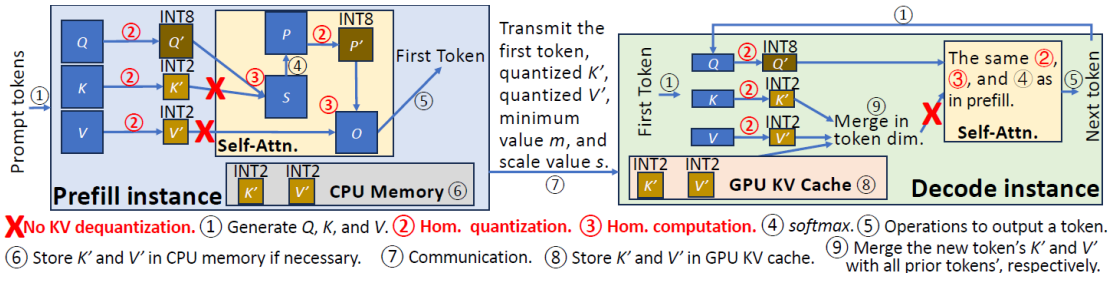 Prompt tokens
①
Q
②
INT8
Q'
K
②
INT2
K'
V
②
INT2
V'
P
②
INT8
P'
④
③
S
③
O
Self-Attn.
First Token
⑤
Prefill instance
INT2
K'
INT2
V'
CPU Memory ⑥
Transmit the
first token,
quantized K',
quantized V',
minimum
value m, and
scale value s.
⑦
First Token
①
①
Q
②
INT8
Q'
K
②
INT2
K'
V
②
INT2
V'
⑨
Merge in
token dim.
The same ②,
③, and ④ as
in prefill.
Self-Attn.
⑤
Next token
INT2
K'
INT2
V'
GPU KV Cache ⑧
Decode instance
X No KV dequantization. ① Generate Q, K, and V. ② Hom. quantization. ③ Hom. computation. ④ softmax. ⑤ Operations to output a token.
⑥ Store K' and V' in CPU memory if necessary. ⑦ Communication. ⑧ Store K' and V' in GPU KV cache. ⑨ Merge the new token's K' and V'
with all prior tokens', respectively.